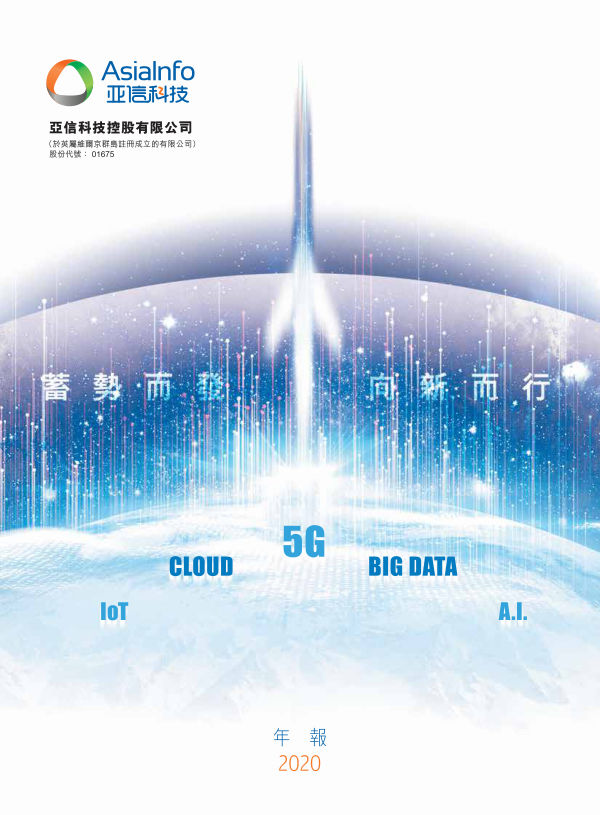 AsiaInfo
亚信科技
亞信科技控股有限公司
（於英屬維爾京群島註冊成立的有限公司）
股份代號： 01675
蓄勢而發 向新而行
5G
CLOUD BIG DATA
IoT A.I.
年 報
2020